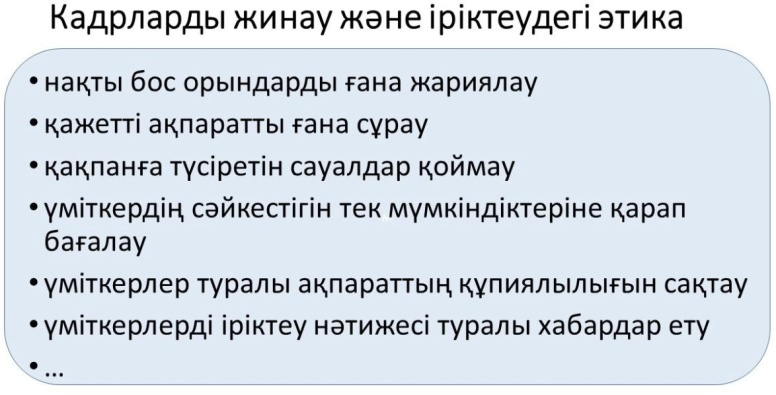 Кадрларды жинау және іріктеудегі этика
• нақты бос орындарды ғана жариялау
• қажетті ақпаратты ғана сұрау
• қақпанға түсіретін сауалдар қоймау
• үміткердің сәйкестігін тек мүмкіндіктеріне қарап
бағалау
• үміткерлер туралы ақпараттың құпиялылығын сақтау
• үміткерлерді іріктеу нәтижесі туралы хабардар ету
• ...